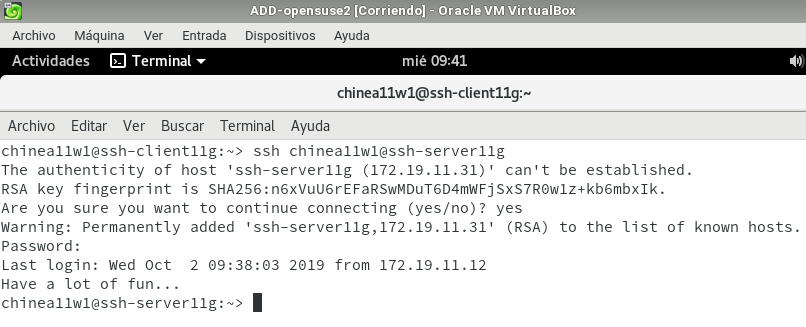 ADD-opensuse2 [Corriendo] - Oracle VM VirtualBox
Archivo Máquina Ver Entrada Dispositivos Ayuda
Actividades Terminal mié 09:41
chinea11w1@ssh-client11g:~
Archivo Editar Ver Buscar Terminal Ayuda
chinea11w1@ssh-client11g:~> ssh chinea11w1@ssh-server11g
The authenticity of host 'ssh-server11g (172.19.11.31)' can't be established.
RSA key fingerprint is SHA256:n6xVuU6rEFaRSwMDuT6D4mWFjSxS7R0w1z+kb6mbxIk.
Are you sure you want to continue connecting (yes/no)? yes
Warning: Permanently added 'ssh-server11g,172.19.11.31' (RSA) to the list of known hosts.
Password:
Last login: Wed Oct  2 09:38:03 2019 from 172.19.11.12
Have a lot of fun...
chinea11w1@ssh-server11g:~>